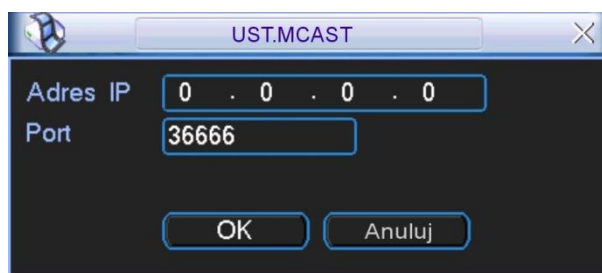 UST.MCAST
Adres IP 0 . 0 . 0 . 0
Port 36666
OK Anuluj